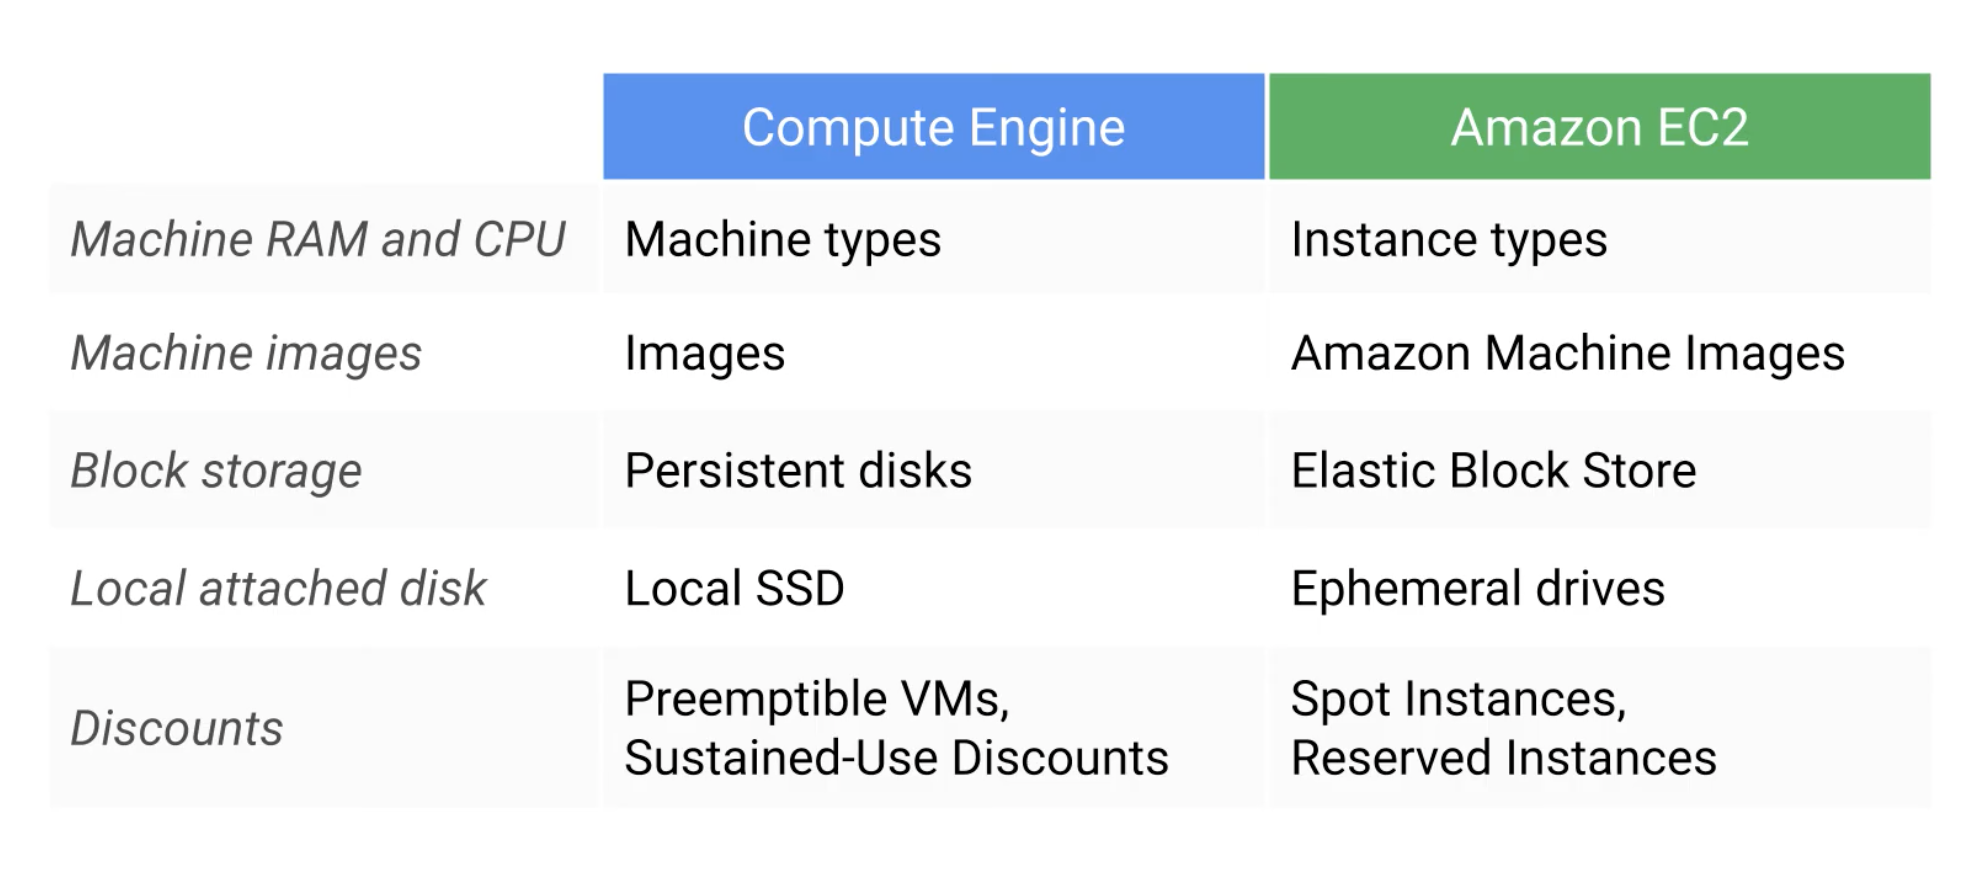 Compute Engine
Amazon EC2
Machine RAM and CPU
Machine types
Instance types
Machine images
Images
Amazon Machine Images
Block storage
Persistent disks
Elastic Block Store
Local attached disk
Local SSD
Ephemeral drives
Discounts
Preemptible VMs,
Sustained-Use Discounts
Spot Instances,
Reserved Instances